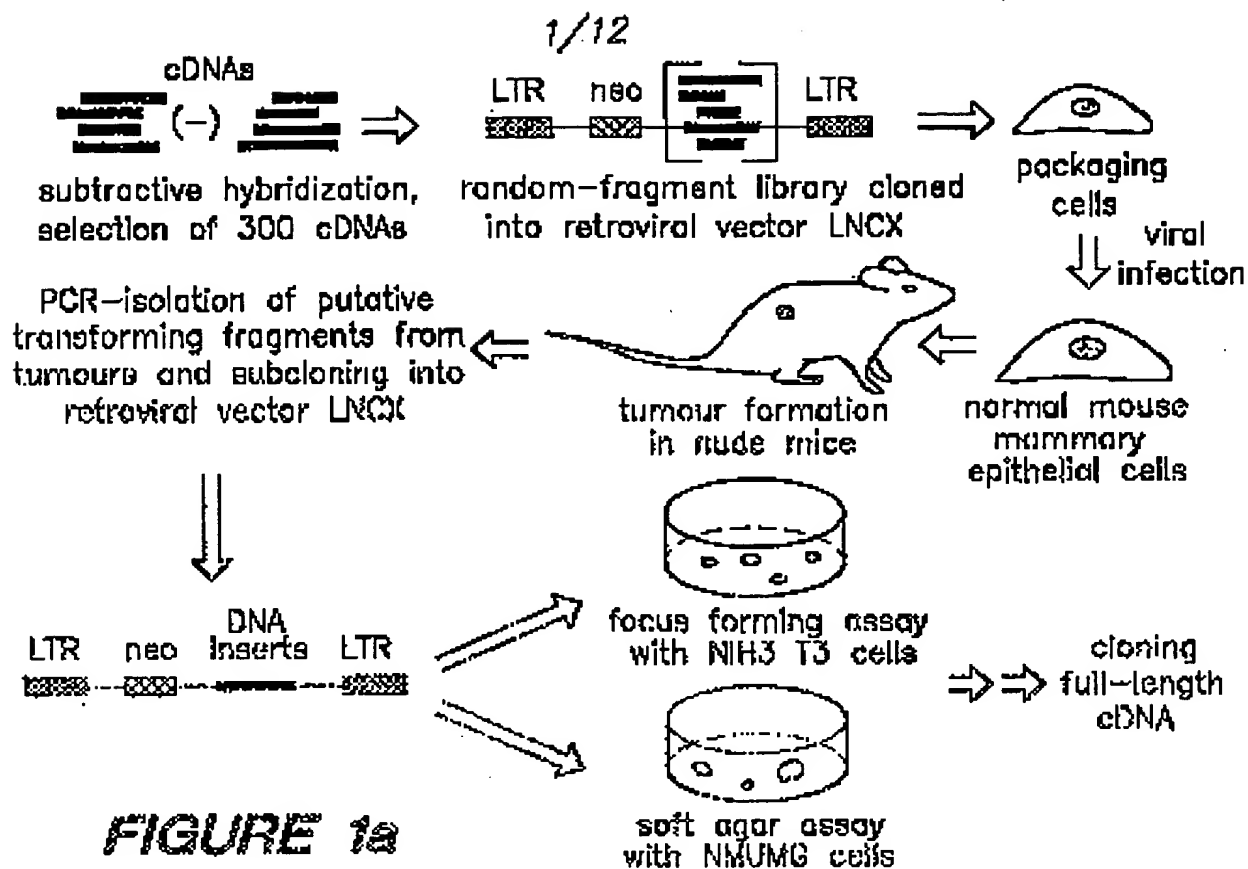 1/12
cDNAs
(-)
subtractive hybridization,
selection of 300 cDNAs
LTR neo LTR
random-fragment library cloned
into retroviral vector LNCX
packaging
cells
viral
infection
normal mouse
mammary
epithelial cells
tumour formation
in nude mice
PCR-isolation of putative
transforming fragments from
tumours and subcloning into
retroviral vector LNCX
LTR neo DNA inserts LTR
focus forming assay
with NIH3 T3 cells
soft agar assay
with NMUMG cells
cloning
full-length
cDNA
FIGURE 1a